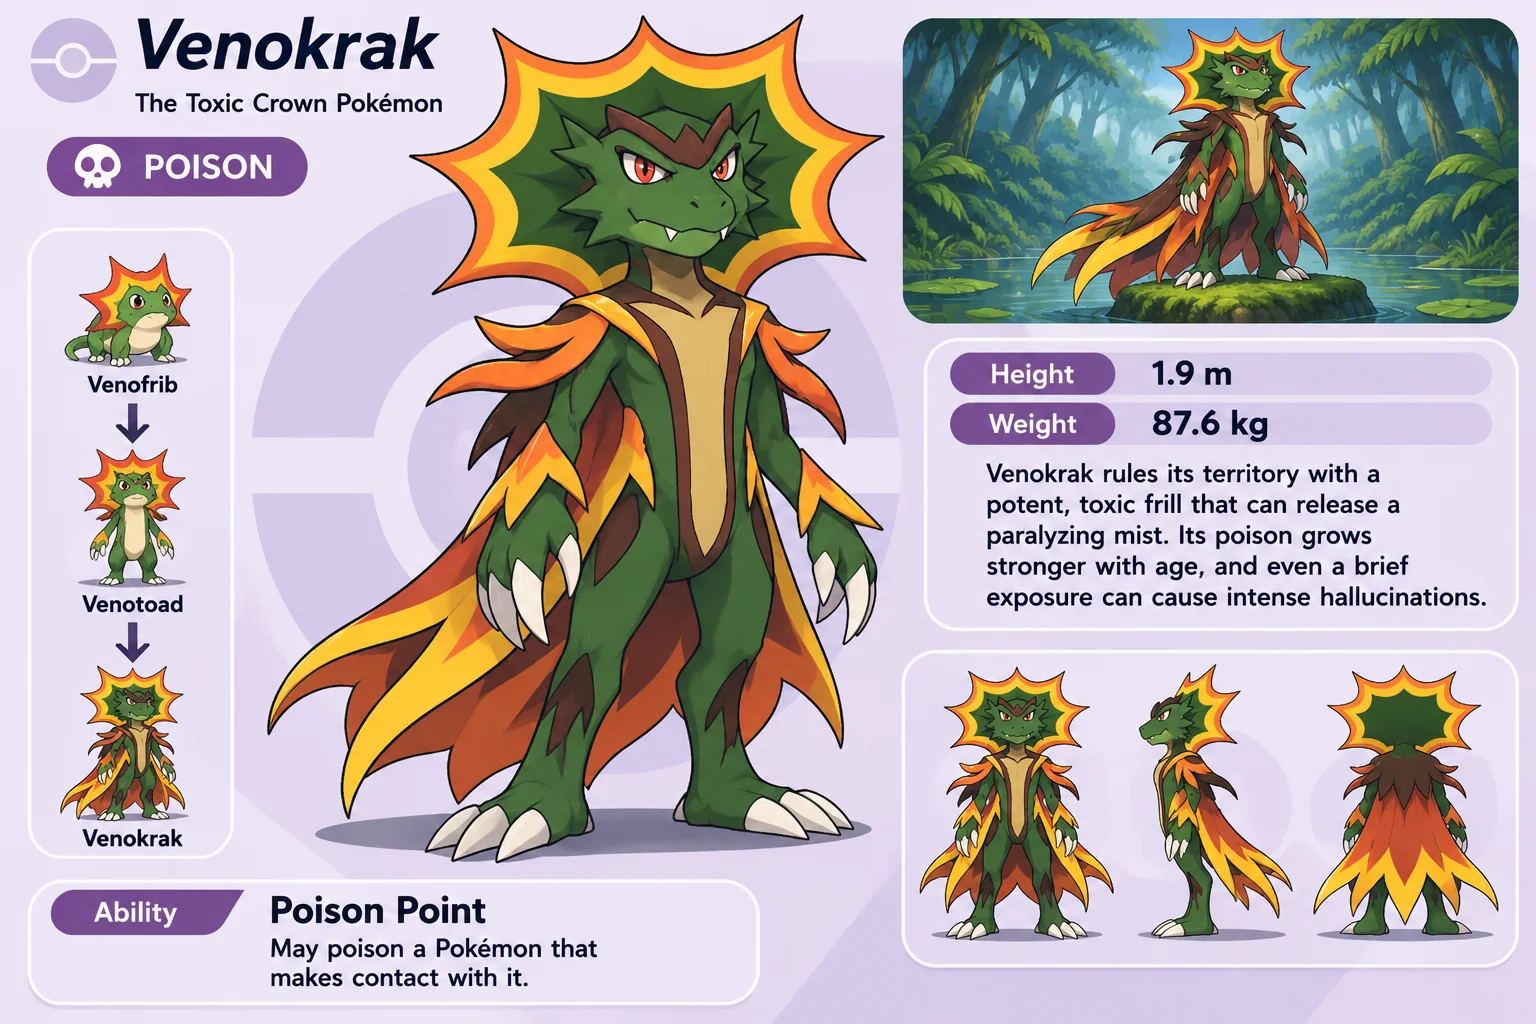 Venokrak
The Toxic Crown Pokémon
POISON
Venofrib
Venotoad
Venokrak
Ability
Poison Point
May poison a Pokémon that
makes contact with it.
Height
1.9 m
Weight
87.6 kg
Venokrak rules its territory with a
potent, toxic frill that can release a
paralyzing mist. Its poison grows
stronger with age, and even a brief
exposure can cause intense hallucinations.